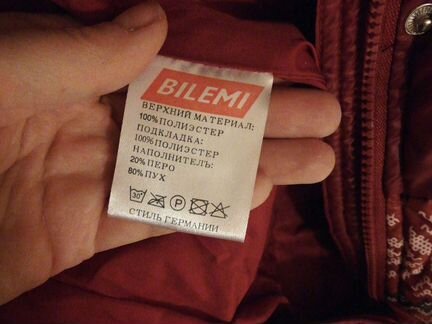 BILEMI
ВЕРХНИЙ МАТЕРИАЛ:
100% ПОЛИЭСТЕР
ПОДКЛАДКА:
100% ПОЛИЭСТЕР
НАПОЛНИТЕЛЬ:
20% ПЕРО
80% ПУХ
30° P
СТИЛЬ ГЕРМАНИИ